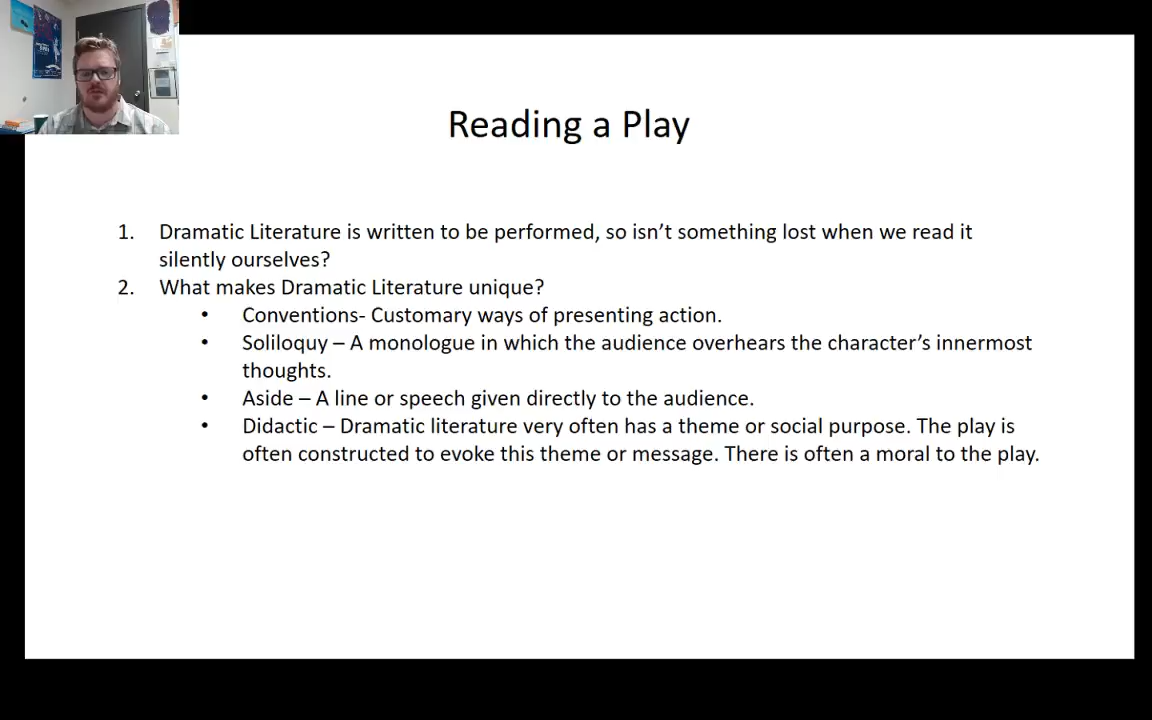 Reading a Play
1. Dramatic Literature is written to be performed, so isn’t something lost when we read it
silently ourselves?
2. What makes Dramatic Literature unique?
• Conventions- Customary ways of presenting action.
• Soliloquy – A monologue in which the audience overhears the character’s innermost
thoughts.
• Aside – A line or speech given directly to the audience.
• Didactic – Dramatic literature very often has a theme or social purpose. The play is
often constructed to evoke this theme or message. There is often a moral to the play.